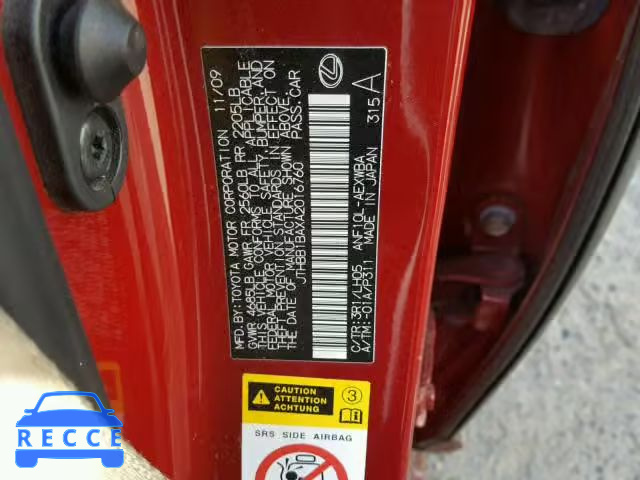 MFD.BY:TOYOTA MOTOR CORPORATION 11/09
GVWR 4685LB GAWR FR 2560LB RR 2205LB
THIS VEHICLE CONFORMS TO ALL APPLICABLE
FEDERAL MOTOR VEHICLE SAFETY, BUMPER, AND
THEFT PREVENTION STANDARDS IN EFFECT ON
THE DATE OF MANUFACTURE SHOWN ABOVE.
JTHBB1BAXA2016760 PASS.CAR
C/TR:3R1/LH05 ANF10L-AEXWBA
A/TM:-01A/P311 MADE IN JAPAN 315 A
CAUTION
ATTENTION
ACHTUNG
3
SRS SIDE AIRBAG
RECCE